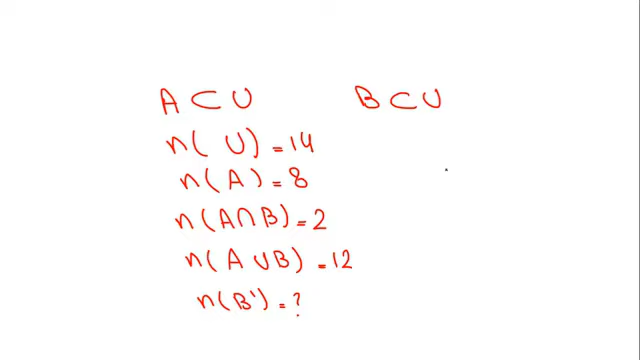 A ⊂ U B ⊂ U
n( U) = 14
n(A) = 8
n(A∩B) = 2
n(A∪B) = 12
n(B') = ?